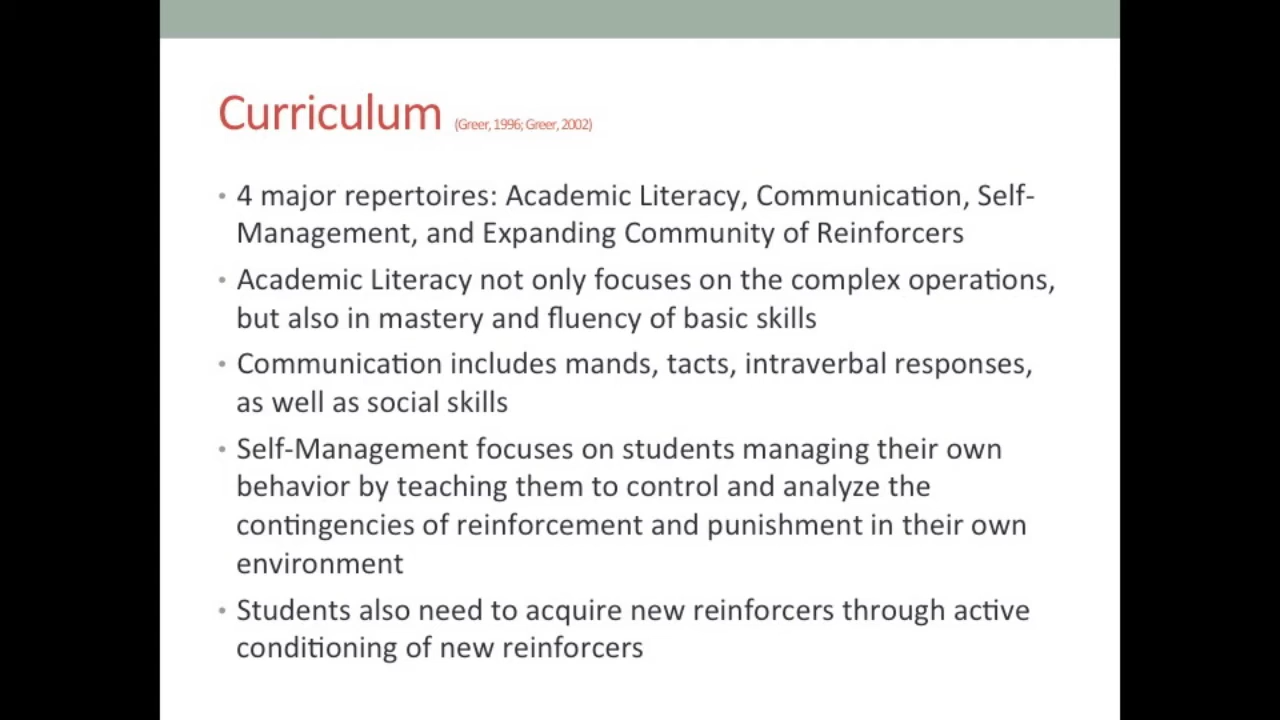 Curriculum (Greer, 1996; Greer, 2002)
• 4 major repertoires: Academic Literacy, Communication, Self-
Management, and Expanding Community of Reinforcers
• Academic Literacy not only focuses on the complex operations,
but also in mastery and fluency of basic skills
• Communication includes mands, tacts, intraverbal responses,
as well as social skills
• Self-Management focuses on students managing their own
behavior by teaching them to control and analyze the
contingencies of reinforcement and punishment in their own
environment
• Students also need to acquire new reinforcers through active
conditioning of new reinforcers